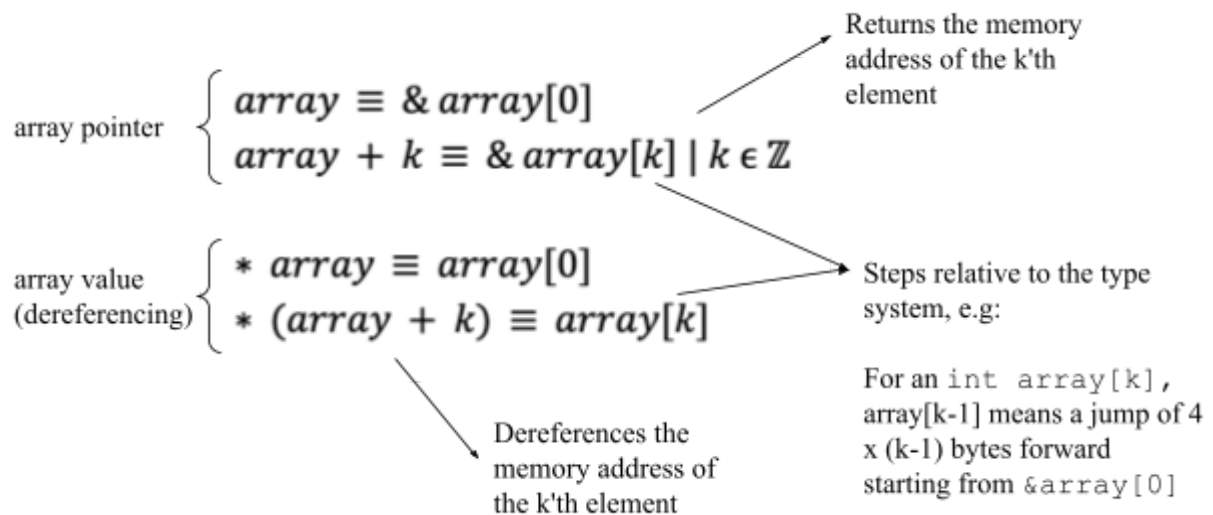 Returns the memory
address of the k'th
element
array pointer
array ≡ & array[0]
array + k ≡ & array[k] | k ϵ ℤ
array value
(dereferencing)
* array ≡ array[0]
* (array + k) ≡ array[k]
Steps relative to the type
system, e.g:
For an int array[k],
array[k-1] means a jump of 4
x (k-1) bytes forward
starting from &array[0]
Dereferences the
memory address of
the k'th element